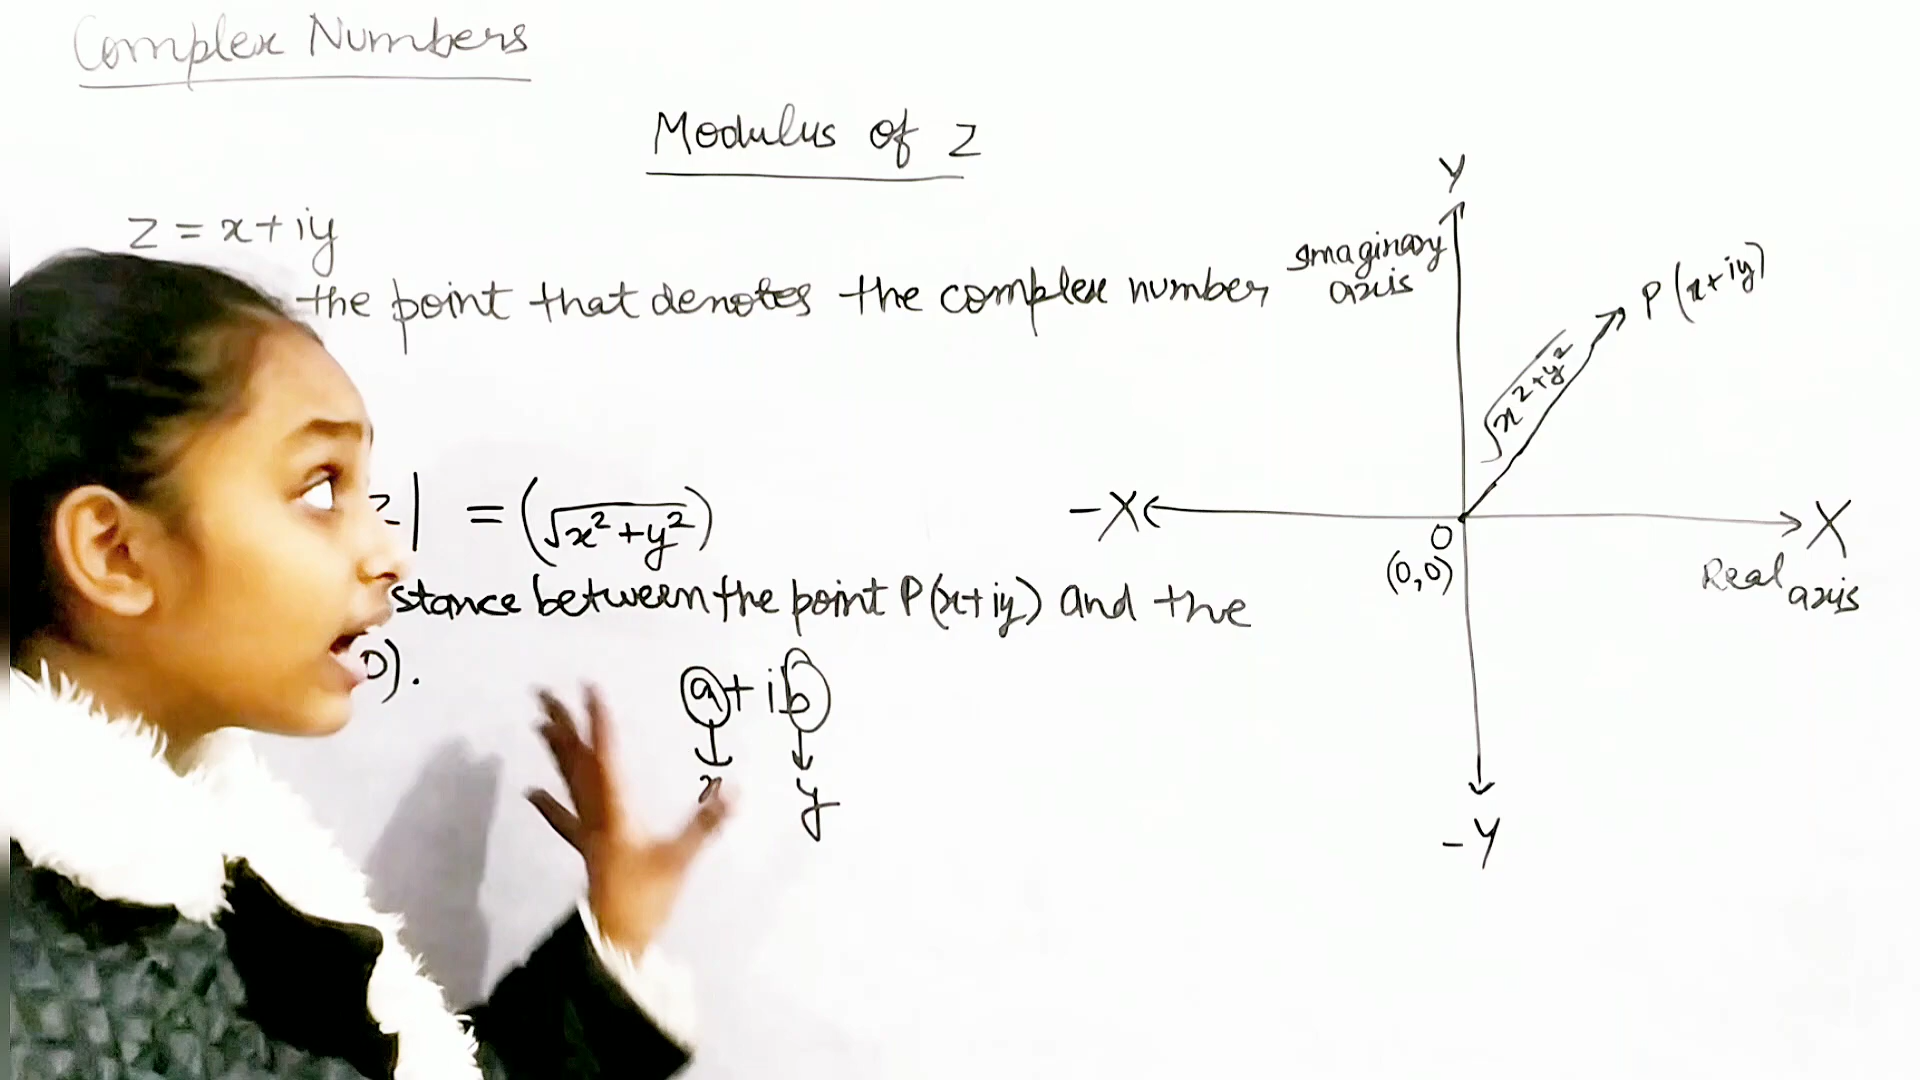 Complex Numbers
Modulus of z
z = x+iy
the point that denotes the complex number
z| = (√x²+y²)
stance between the point P(x+iy) and the
0).
a + ib
x y
Y
Imaginary
axis
P(x+iy)
√x²+y²
-X
X
O
(0,0)
Real axis
-Y